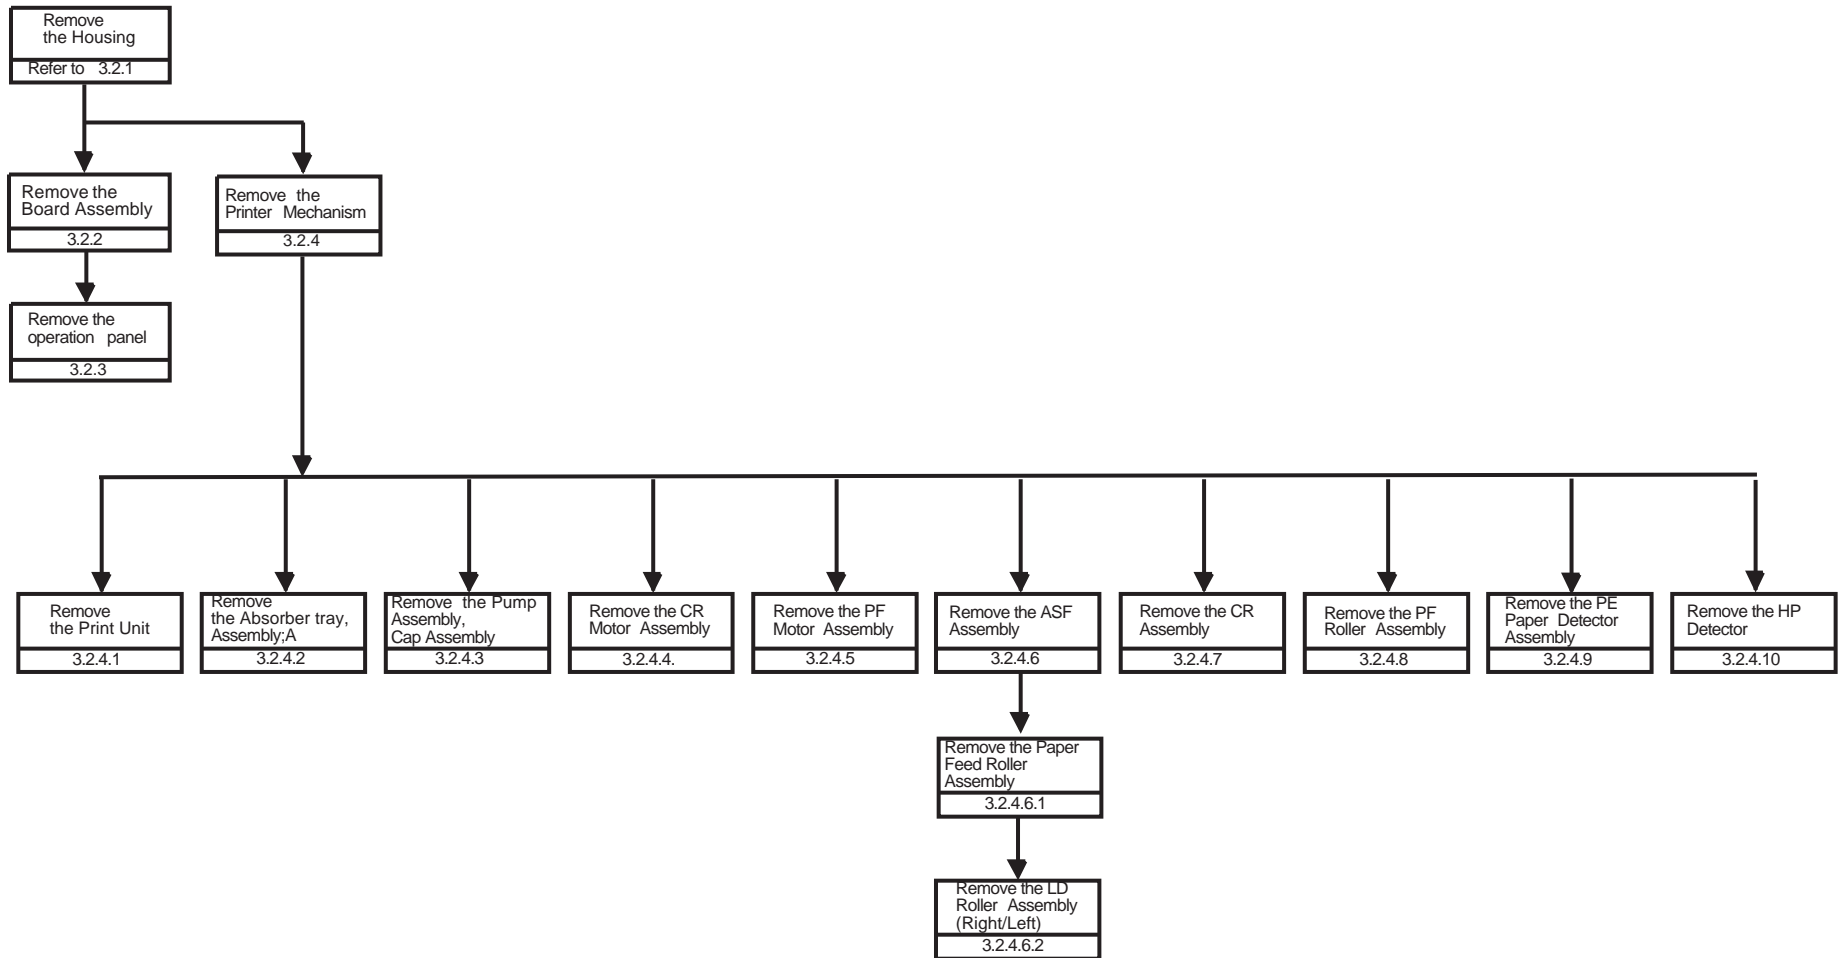 Remove
the Housing
Refer to 3.2.1
Remove the
Board Assembly
3.2.2
Remove the
Printer Mechanism
3.2.4
Remove the
operation panel
3.2.3
Remove
the Print Unit
3.2.4.1
Remove
the Absorber tray,
Assembly;A
3.2.4.2
Remove the Pump
Assembly,
Cap Assembly
3.2.4.3
Remove the CR
Motor Assembly
3.2.4.4.
Remove the PF
Motor Assembly
3.2.4.5
Remove the ASF
Assembly
3.2.4.6
Remove the CR
Assembly
3.2.4.7
Remove the PF
Roller Assembly
3.2.4.8
Remove the PE
Paper Detector
Assembly
3.2.4.9
Remove the HP
Detector
3.2.4.10
Remove the Paper
Feed Roller
Assembly
3.2.4.6.1
Remove the LD
Roller Assembly
(Right/Left)
3.2.4.6.2